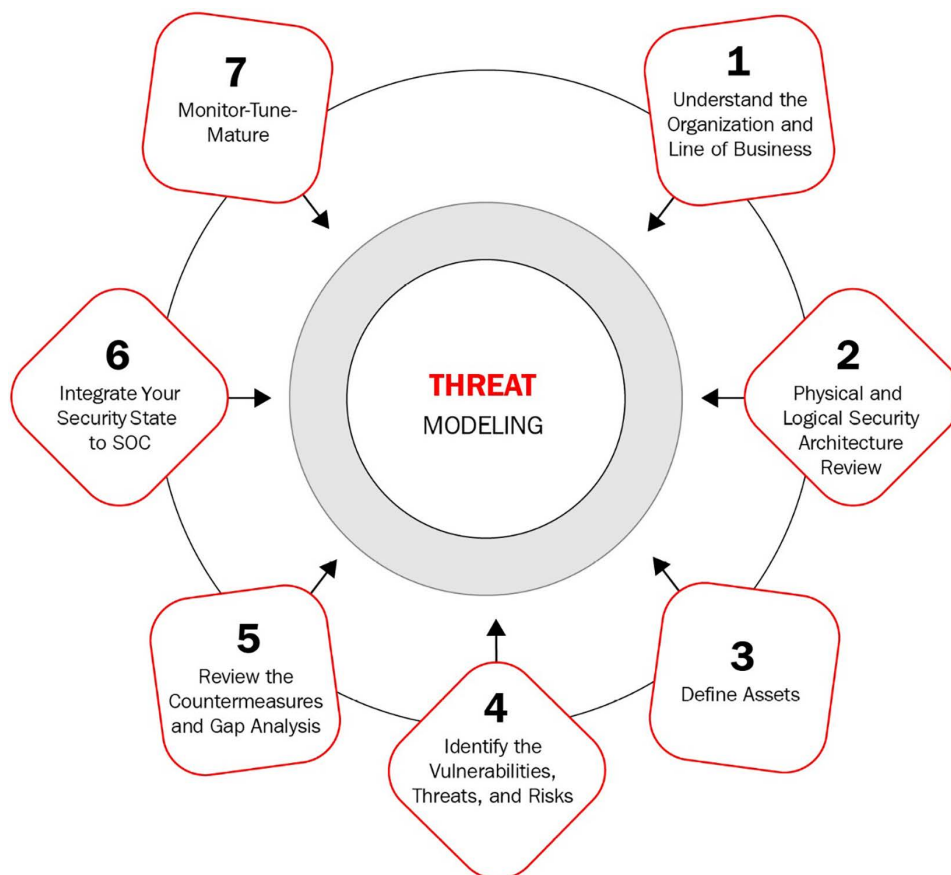 1
Understand the
Organization and
Line of Business
2
Physical and
Logical Security
Architecture
Review
3
Define Assets
4
Identify the
Vulnerabilities,
Threats, and Risks
5
Review the
Countermeasures
and Gap Analysis
6
Integrate Your
Security State
to SOC
7
Monitor-Tune-
Mature
THREAT
MODELING